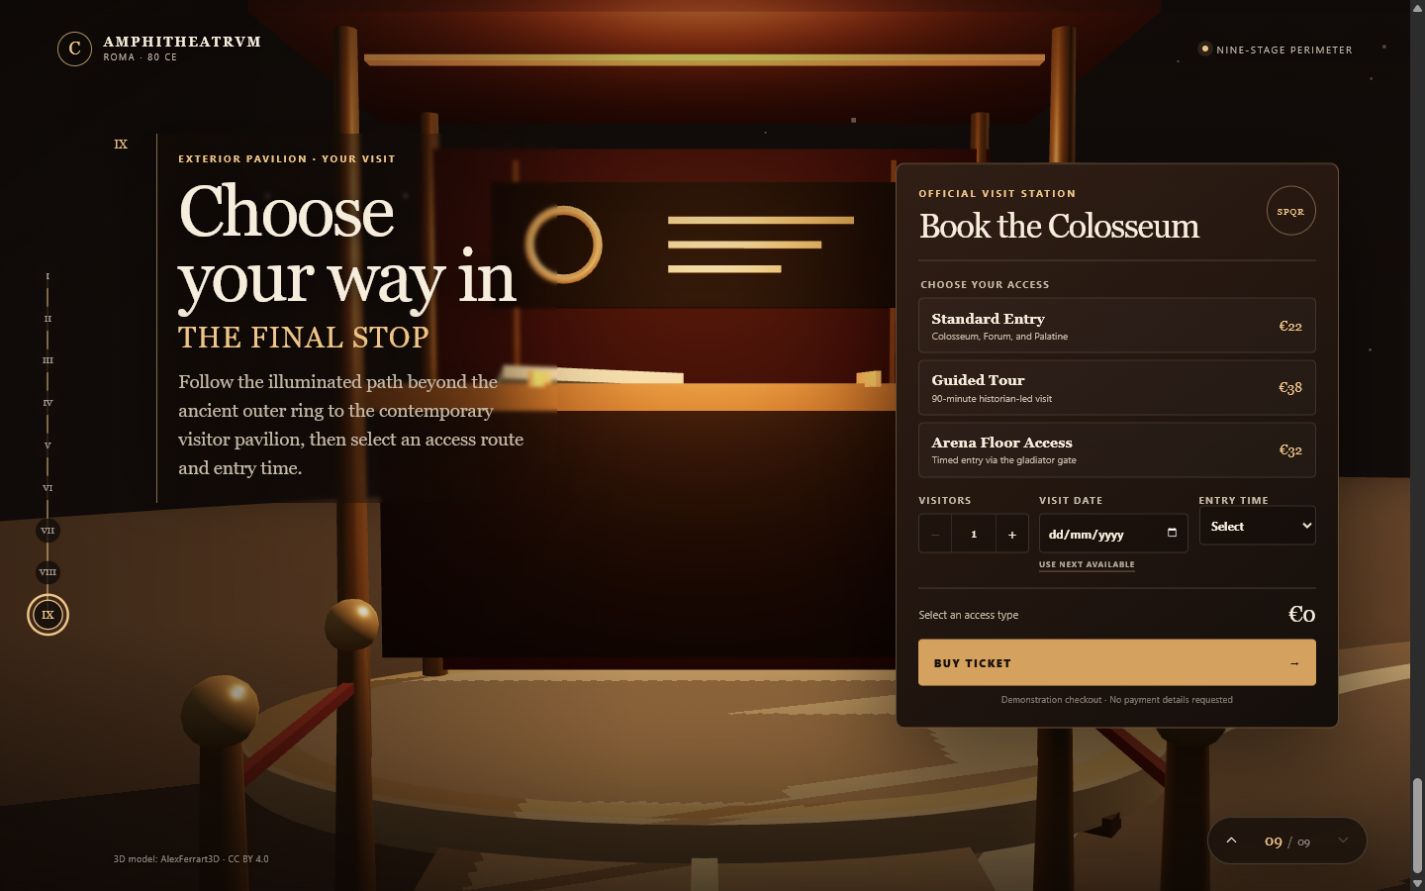 C
AMPHITHEATRVM
ROMA · 80 CE
NINE-STAGE PERIMETER
IX
EXTERIOR PAVILION · YOUR VISIT
Choose
your way in
THE FINAL STOP
Follow the illuminated path beyond the
ancient outer ring to the contemporary
visitor pavilion, then select an access route
and entry time.
I
II
III
IV
V
VI
VII
VIII
IX
OFFICIAL VISIT STATION
Book the Colosseum
SPQR
CHOOSE YOUR ACCESS
Standard Entry
Colosseum, Forum, and Palatine
€22
Guided Tour
90-minute historian-led visit
€38
Arena Floor Access
Timed entry via the gladiator gate
€32
VISITORS
− 1 +
VISIT DATE
dd/mm/yyyy
USE NEXT AVAILABLE
ENTRY TIME
Select
Select an access type
€0
BUY TICKET →
Demonstration checkout · No payment details requested
09 / 09
3D model: AlexFerrart3D · CC BY 4.0